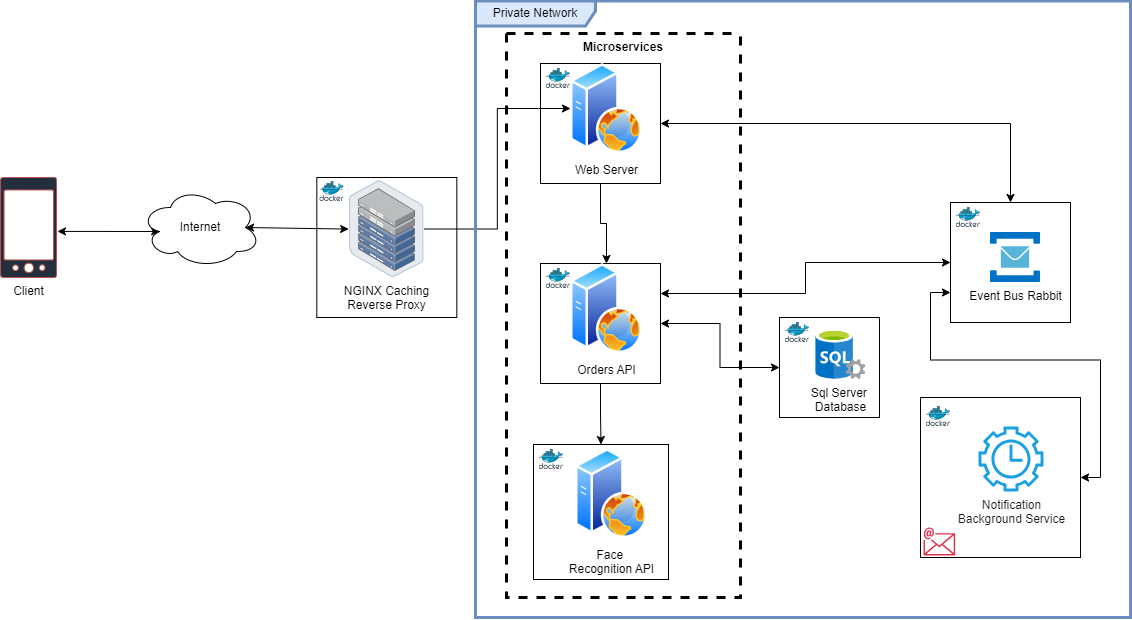 Private Network
Microservices
docker
Web Server
Internet
docker
NGINX Caching
Reverse Proxy
Client
docker
Orders API
docker
Event Bus Rabbit
docker
SQL
Sql Server
Database
docker
Notification
Background Service
@
docker
Face
Recognition API